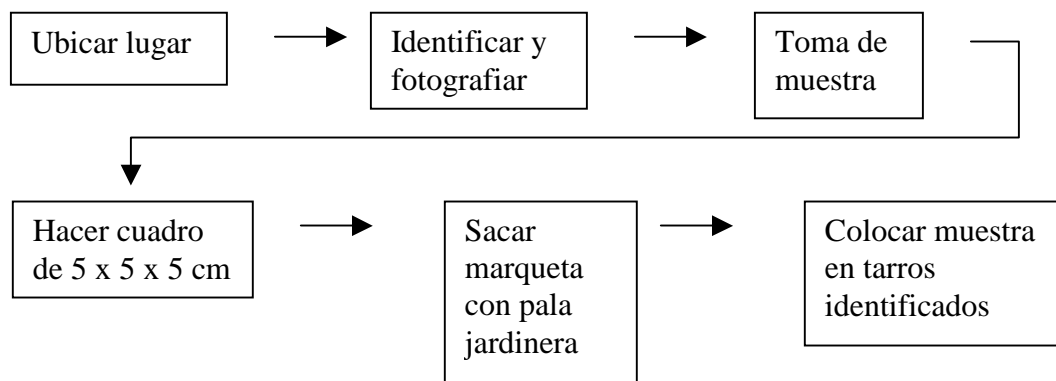 Ubicar lugar
Identificar y
fotografiar
Toma de
muestra
Hacer cuadro
de 5 x 5 x 5 cm
Sacar
marqueta
con pala
jardinera
Colocar muestra
en tarros
identificados